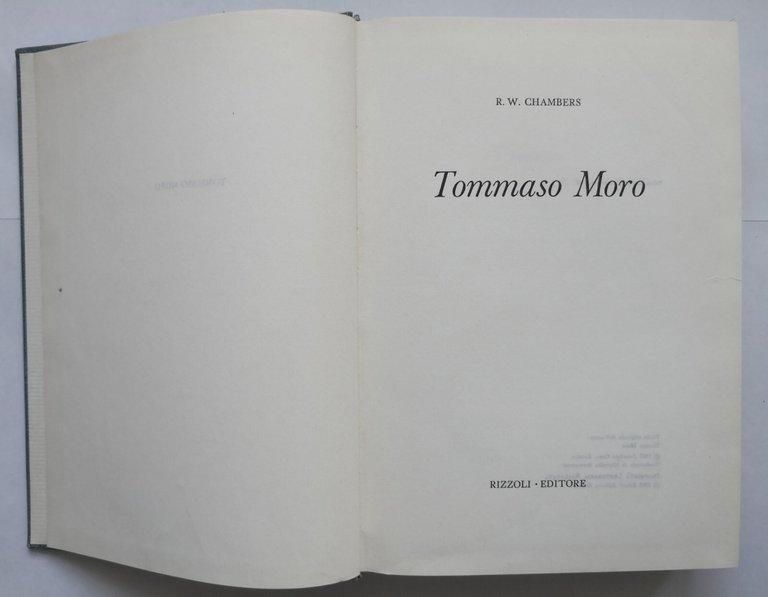 R. W. CHAMBERS
Tommaso Moro
RIZZOLI · EDITORE